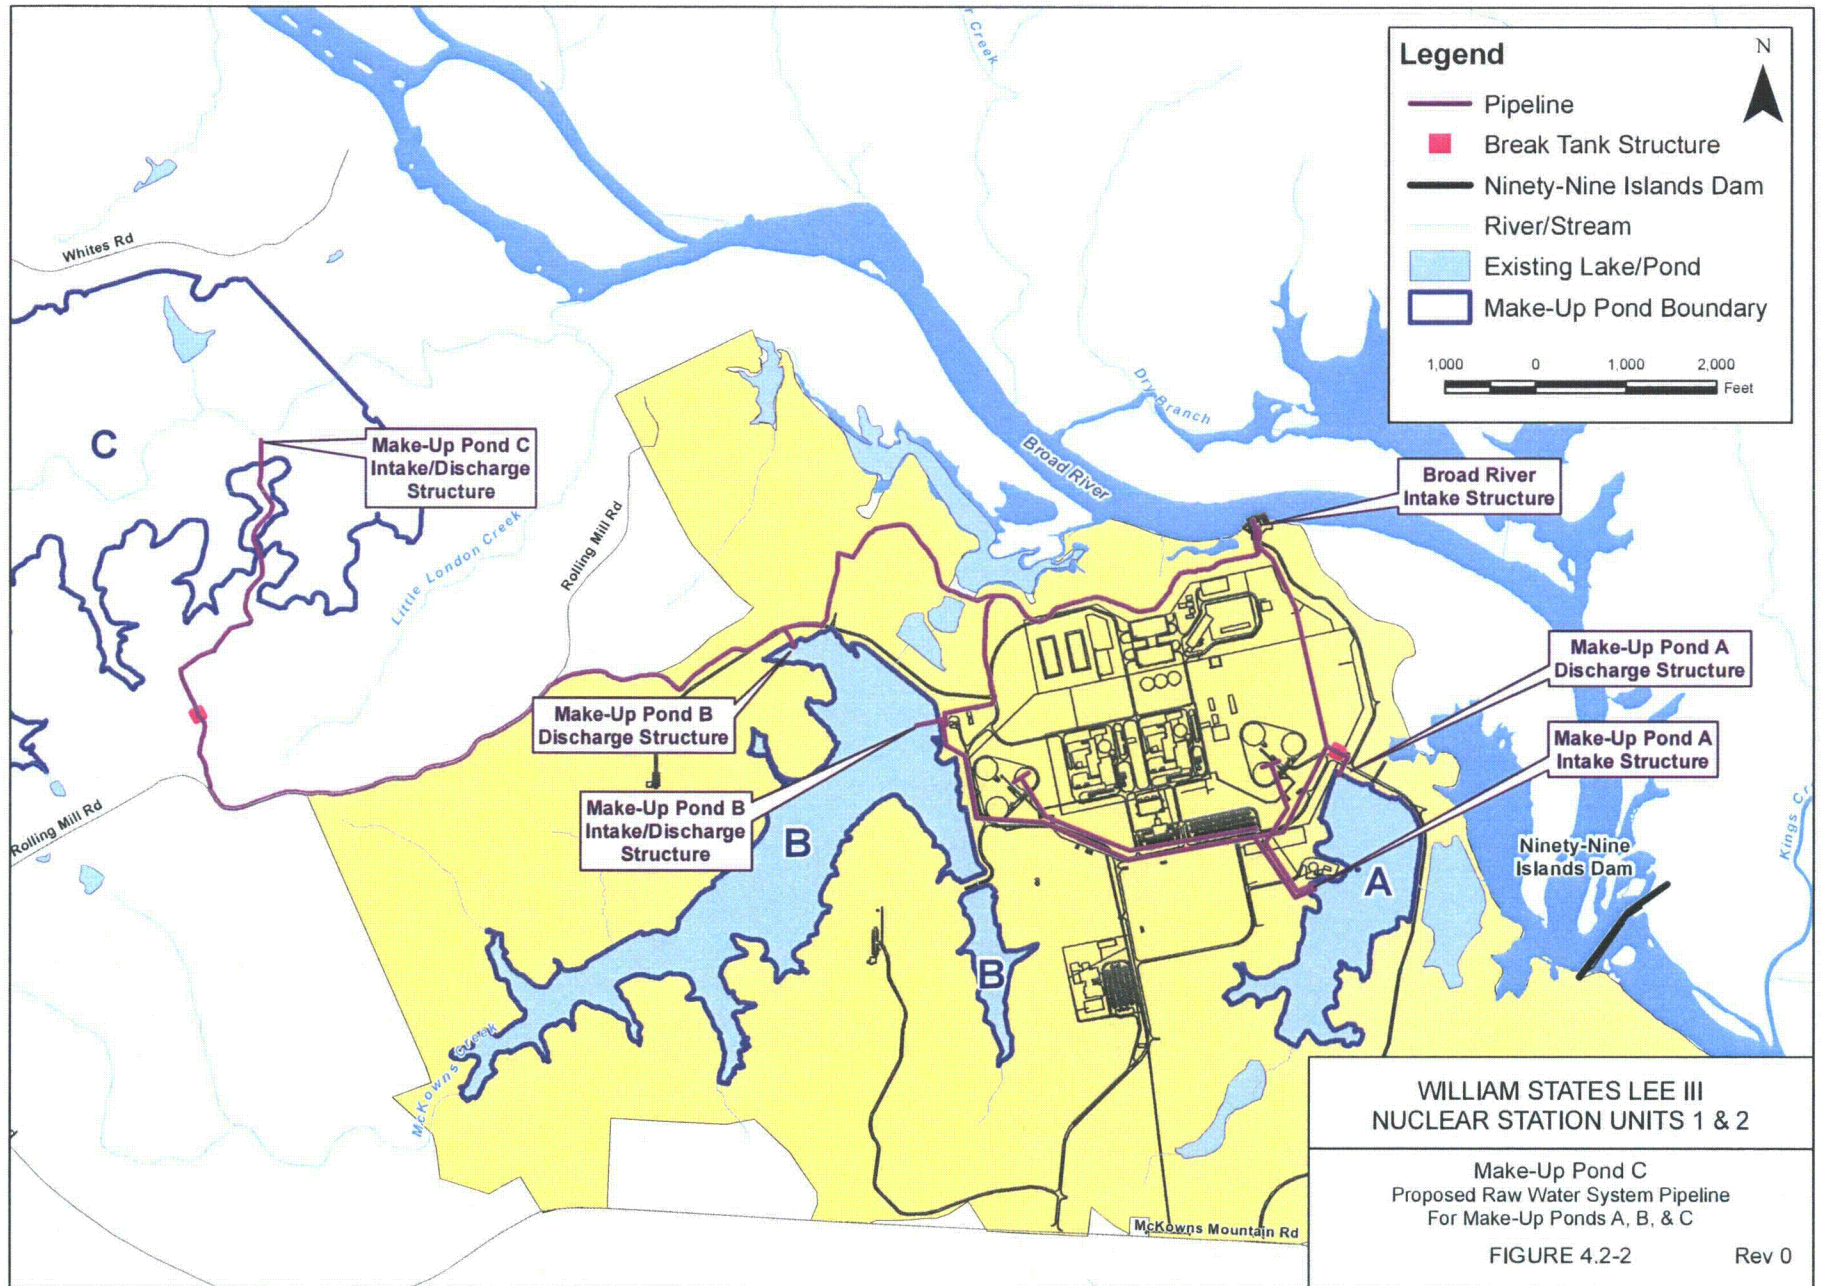 r Creek
Legend
N
Pipeline
Break Tank Structure
Ninety-Nine Islands Dam
River/Stream
Existing Lake/Pond
Make-Up Pond Boundary
1,000 0 1,000 2,000
Feet
Whites Rd
Dry Branch
C
Make-Up Pond C
Intake/Discharge
Structure
Broad River
Broad River
Intake Structure
Little London Creek
Rolling Mill Rd
Make-Up Pond A
Discharge Structure
Make-Up Pond B
Discharge Structure
Make-Up Pond A
Intake Structure
Make-Up Pond B
Intake/Discharge
Structure
Rolling Mill Rd
B
Ninety-Nine
Islands Dam
Kings Cr
A
B
McKowns Creek
McKowns Mountain Rd
WILLIAM STATES LEE III
NUCLEAR STATION UNITS 1 & 2
Make-Up Pond C
Proposed Raw Water System Pipeline
For Make-Up Ponds A, B, & C
FIGURE 4.2-2 Rev 0